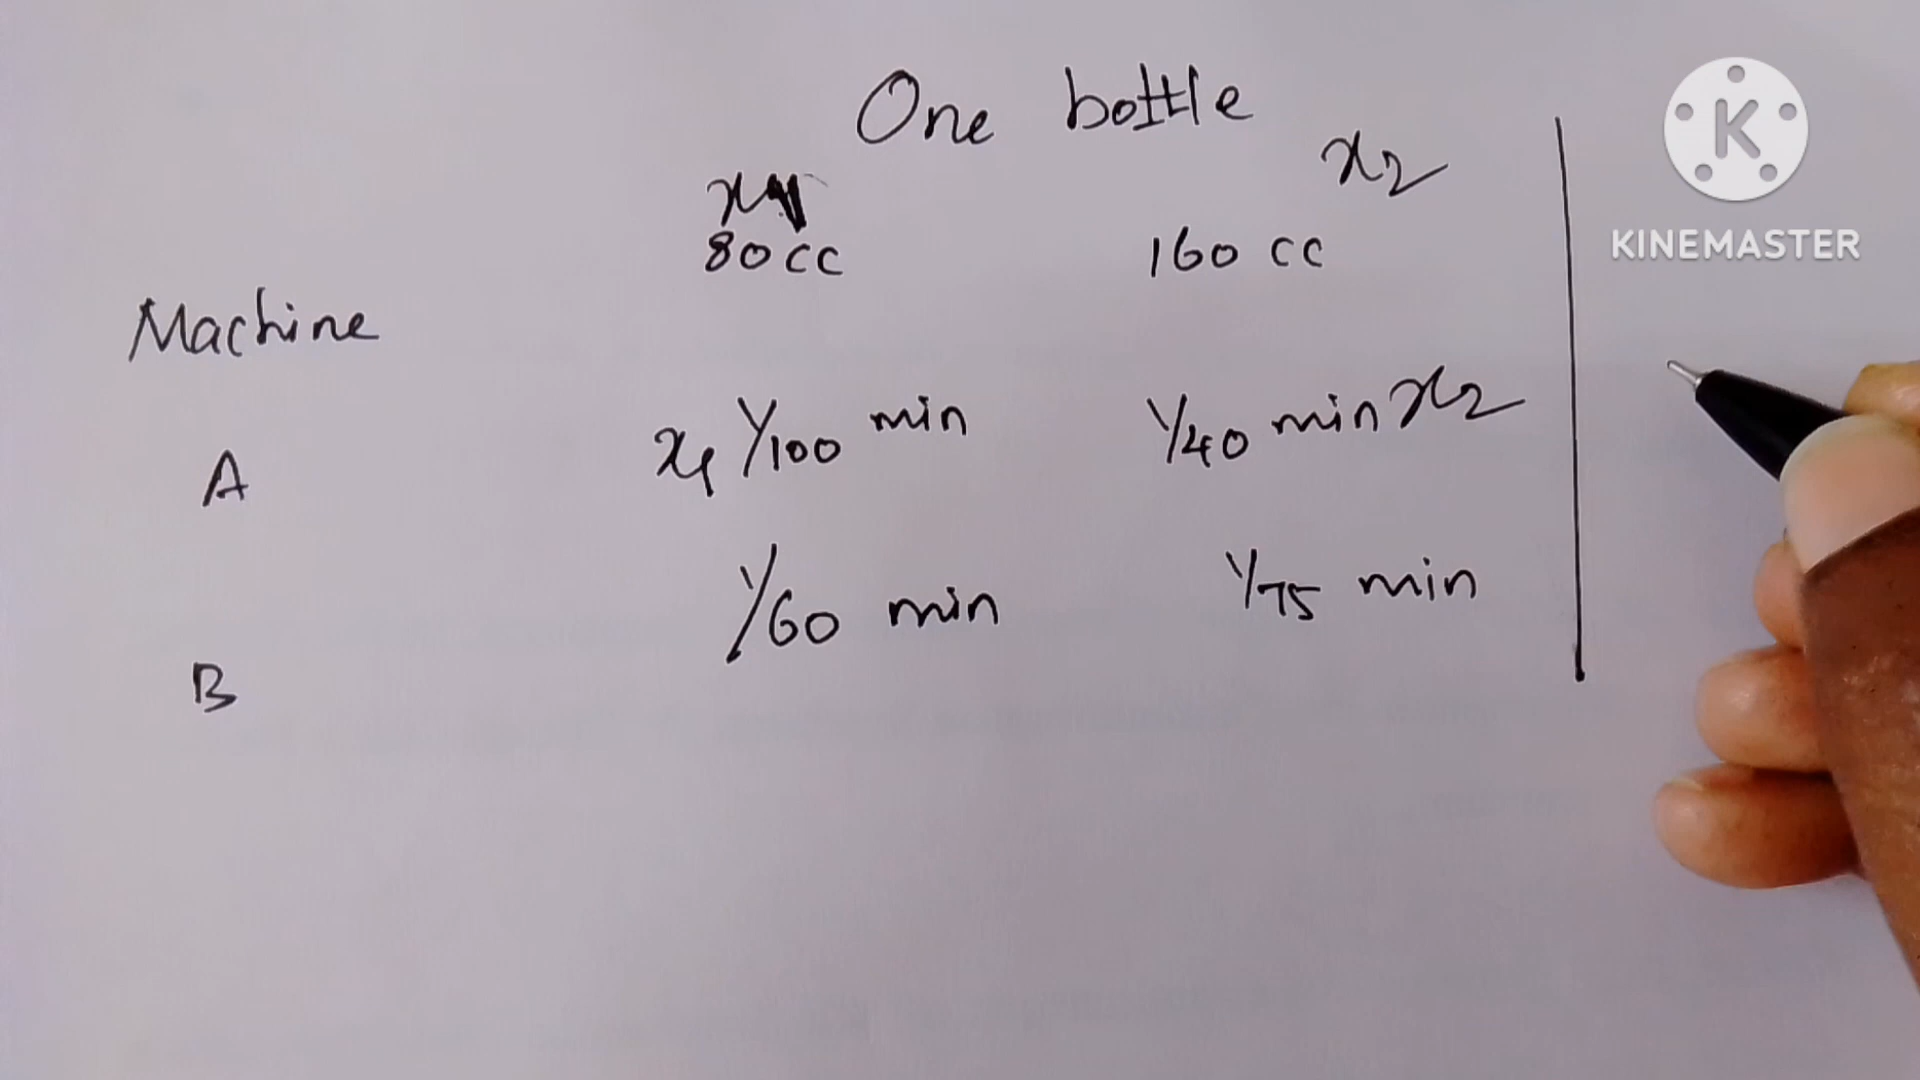 One bottle
x1 x2
80 cc 160 cc
KINEMASTER
Machine
A x1 1/100 min 1/40 min x2
1/60 min 1/75 min
B